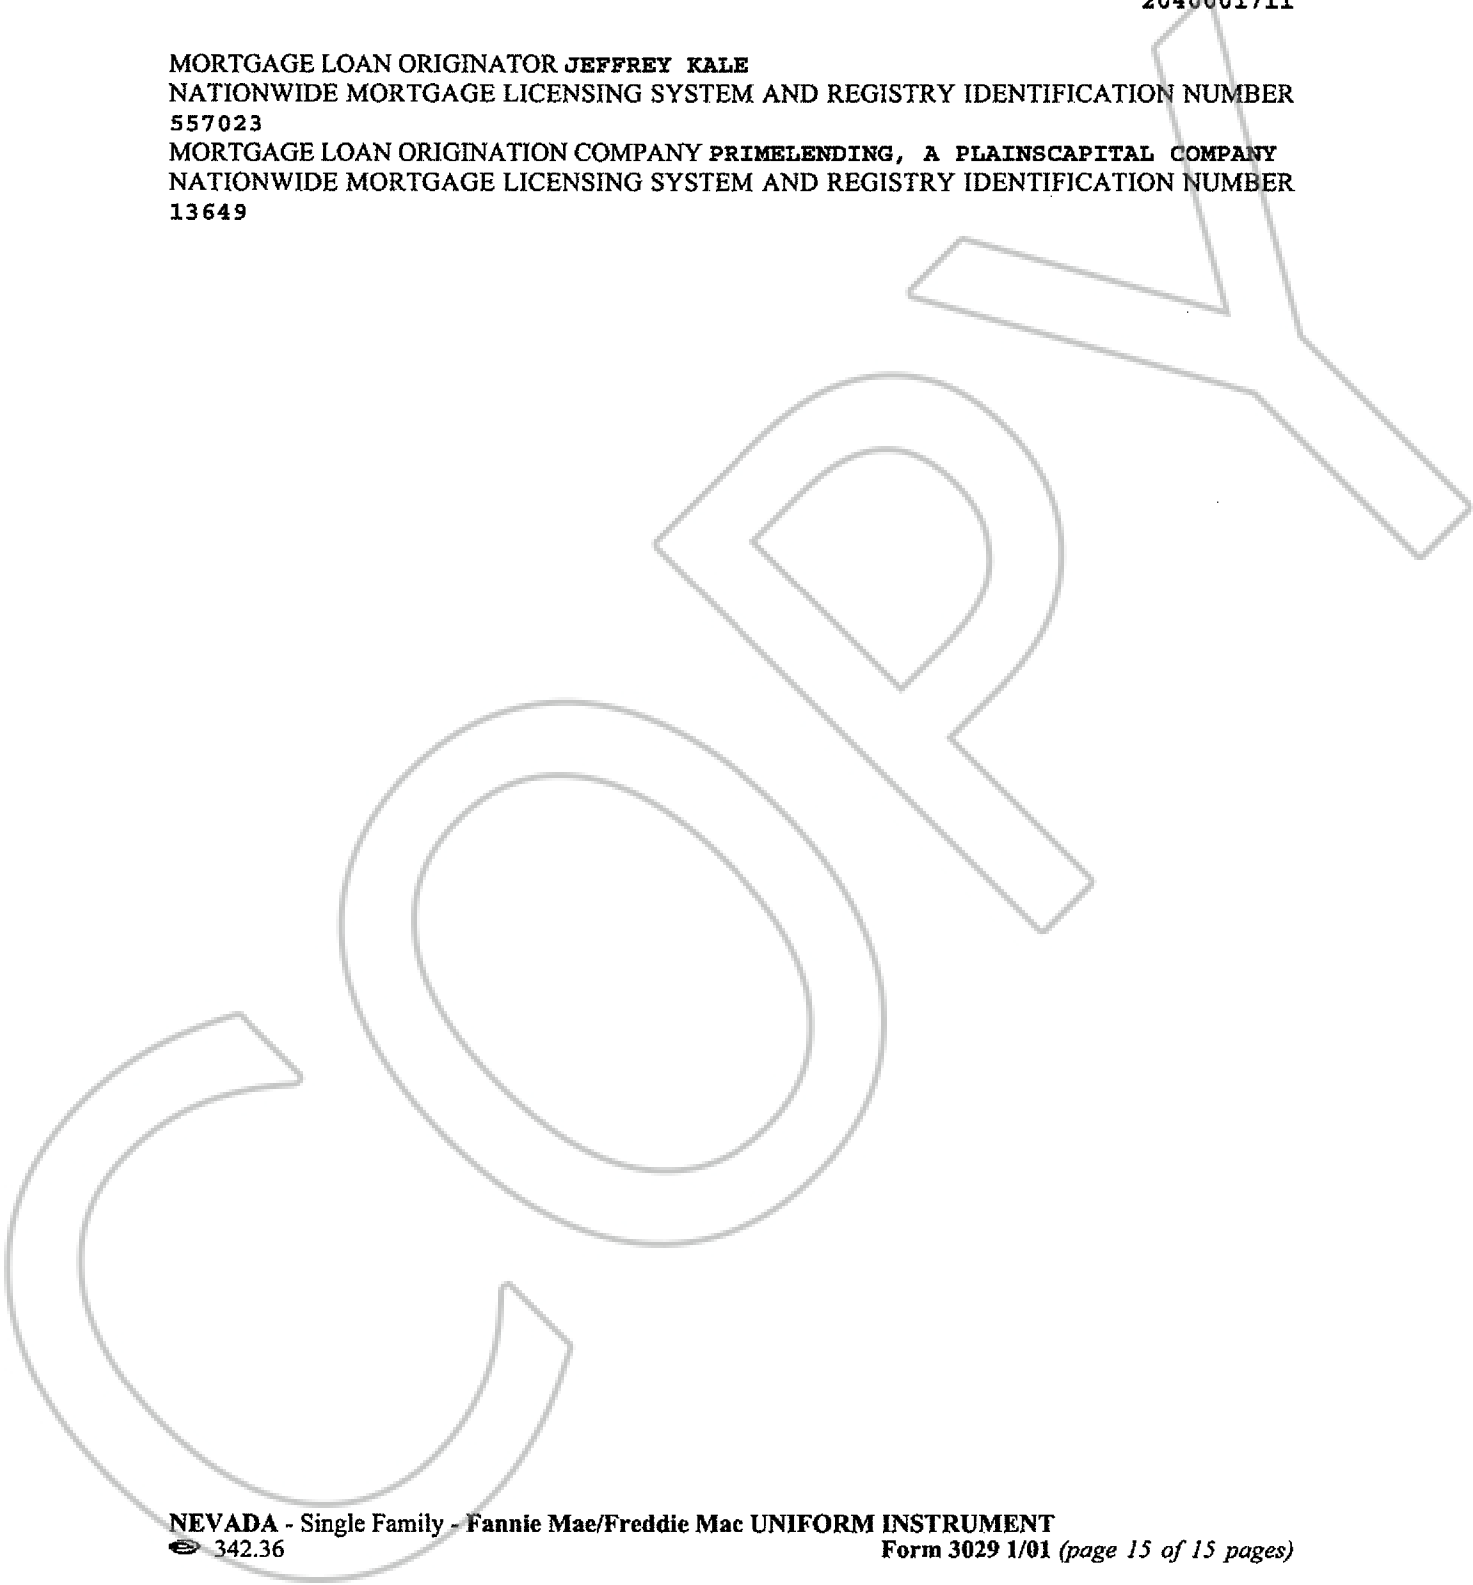 2040001711
MORTGAGE LOAN ORIGINATOR JEFFREY KALE
NATIONWIDE MORTGAGE LICENSING SYSTEM AND REGISTRY IDENTIFICATION NUMBER
557023
MORTGAGE LOAN ORIGINATION COMPANY PRIMELENDING, A PLAINSCAPITAL COMPANY
NATIONWIDE MORTGAGE LICENSING SYSTEM AND REGISTRY IDENTIFICATION NUMBER
13649
COPY
NEVADA - Single Family - Fannie Mae/Freddie Mac UNIFORM INSTRUMENT
342.36 Form 3029 1/01 (page 15 of 15 pages)